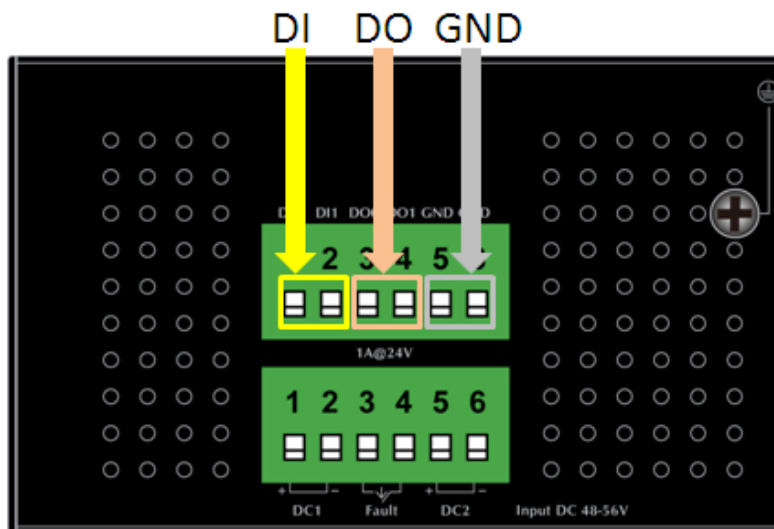 DI DO GND
DI1 GND
2 3 4 5
1A@24V
1 2 3 4 5 6
+ − + −
DC1 Fault DC2 Input DC 48-56V